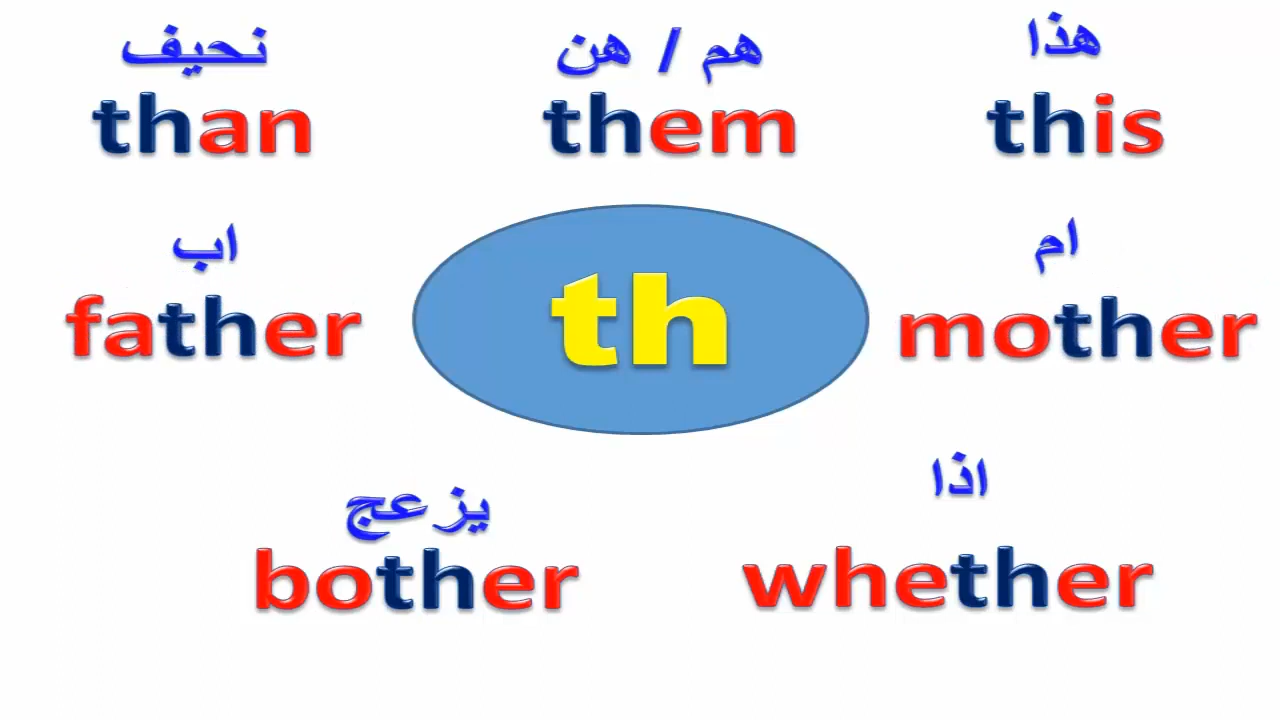 نحيف
هم / هن
هذا
than
them
this
اب
ام
father
th
mother
يزعج
اذا
bother
whether